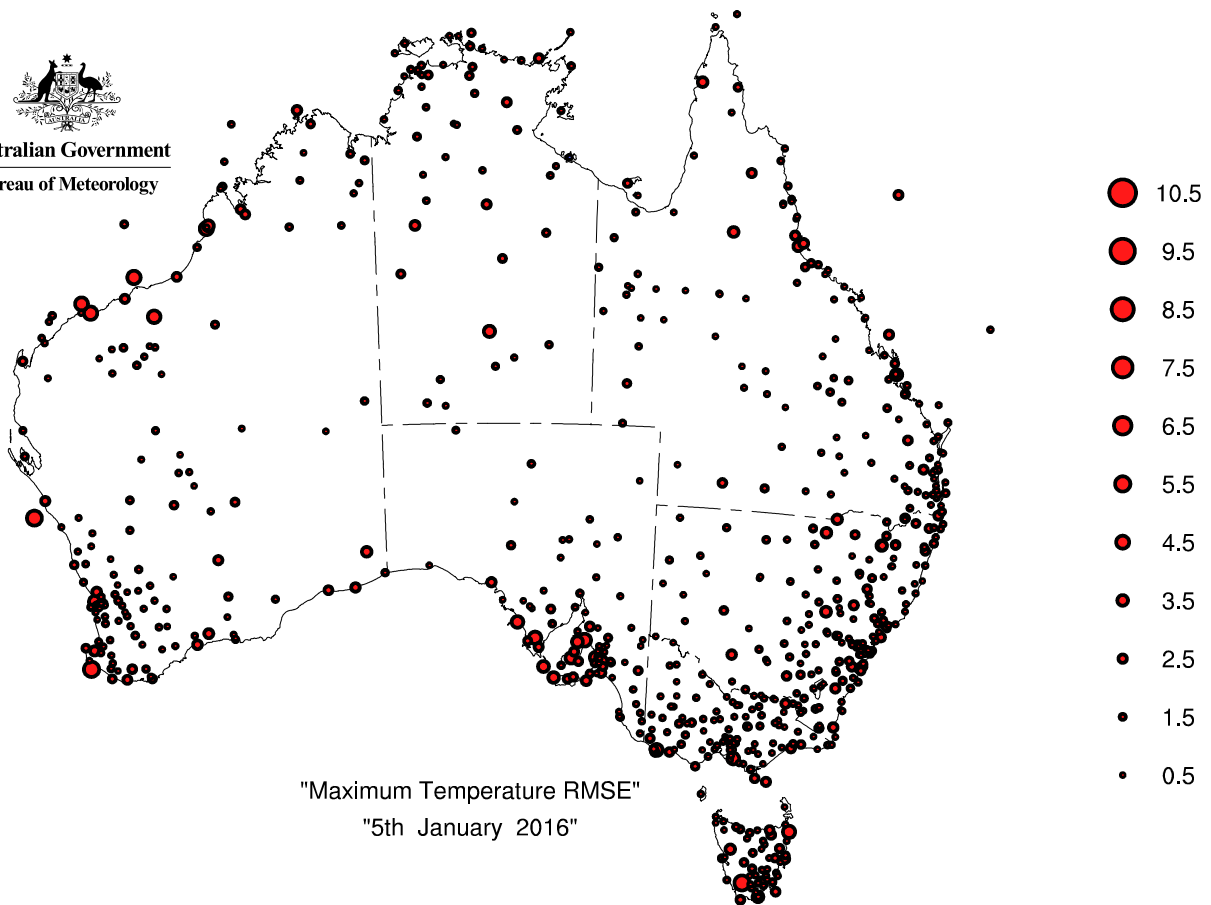 AUSTRALIA
tralian Government
reau of Meteorology
10.5
9.5
8.5
7.5
6.5
5.5
4.5
3.5
2.5
1.5
0.5
"Maximum Temperature RMSE"
"5th January 2016"